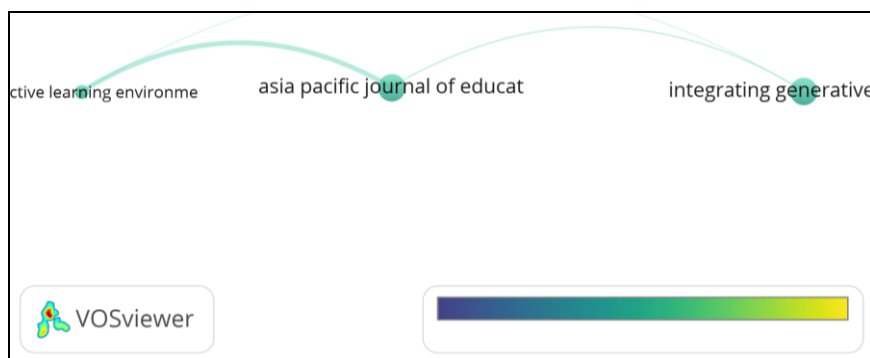 ctive learning environme
asia pacific journal of educat
integrating generative
VOSviewer